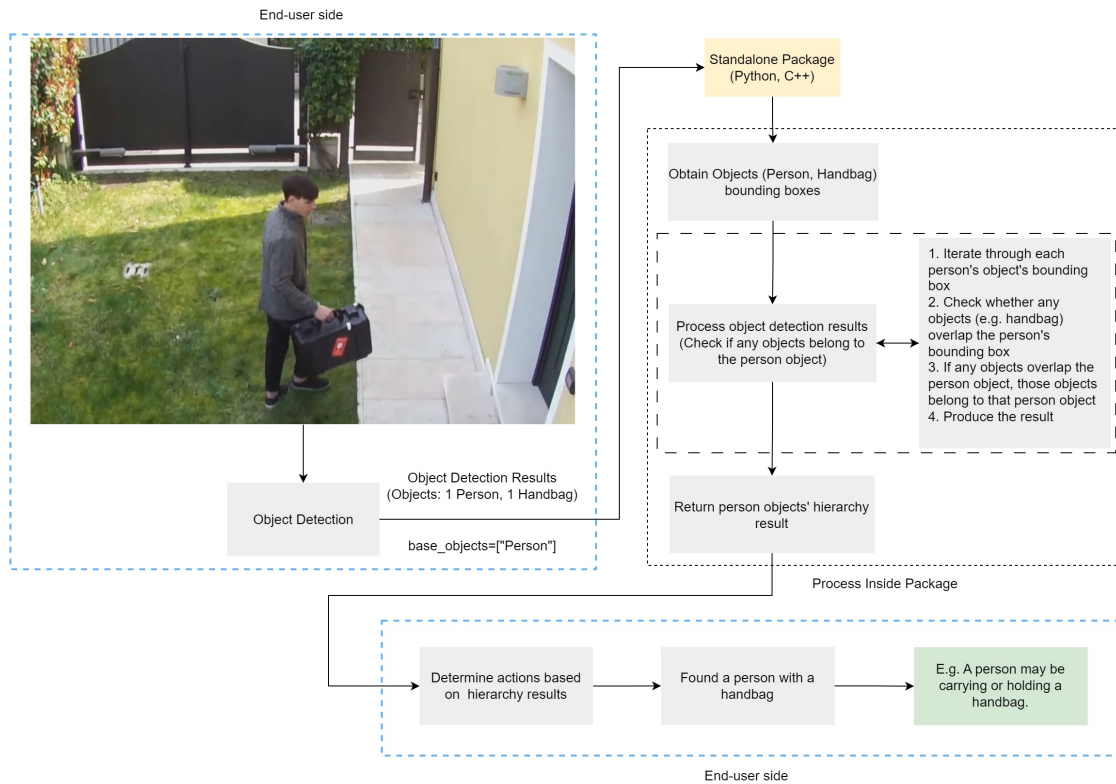 End-user side
Object Detection
Object Detection Results
(Objects: 1 Person, 1 Handbag)
base_objects=["Person"]
Standalone Package
(Python, C++)
Obtain Objects (Person, Handbag)
bounding boxes
Process object detection results
(Check if any objects belong to
the person object)
1. Iterate through each
person's object's bounding
box
2. Check whether any
objects (e.g. handbag)
overlap the person's
bounding box
3. If any objects overlap the
person object, those objects
belong to that person object
4. Produce the result
Return person objects' hierarchy
result
Process Inside Package
Determine actions based
on hierarchy results
Found a person with a
handbag
E.g. A person may be
carrying or holding a
handbag.
End-user side